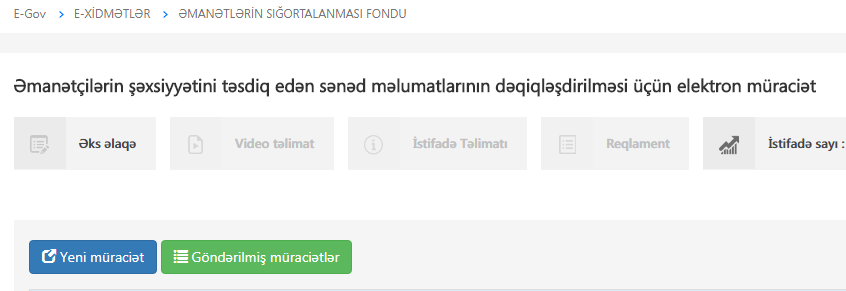 E-Gov > E-XİDMƏTLƏR > ƏMANƏTLƏRİN SIĞORTALANMASI FONDU
Əmanətçilərin şəxsiyyətini təsdiq edən sənəd məlumatlarının dəqiqləşdirilməsi üçün elektron müraciət
Əks əlaqə Video təlimat İstifadə Təlimatı Reqlament İstifadə sayı :
Yeni müraciət Göndərilmiş müraciətlər